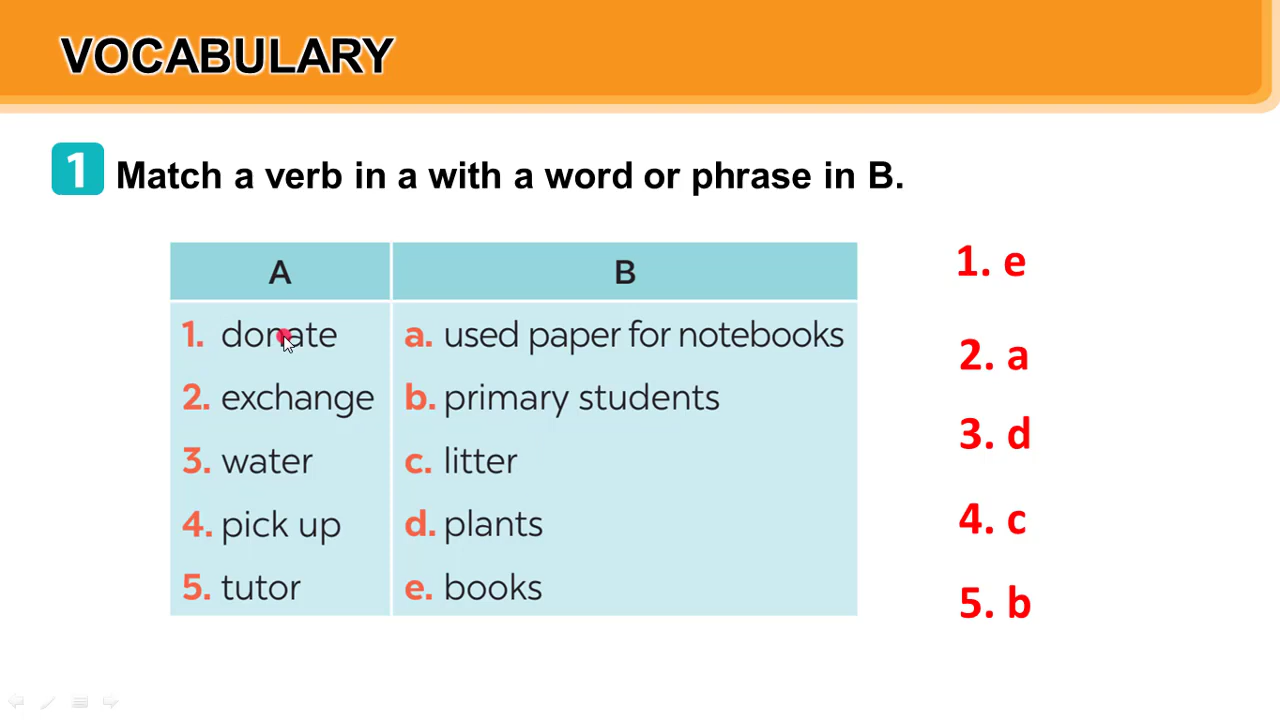 VOCABULARY
1 Match a verb in a with a word or phrase in B.
A B
1. donate a. used paper for notebooks
2. exchange b. primary students
3. water c. litter
4. pick up d. plants
5. tutor e. books
1. e
2. a
3. d
4. c
5. b